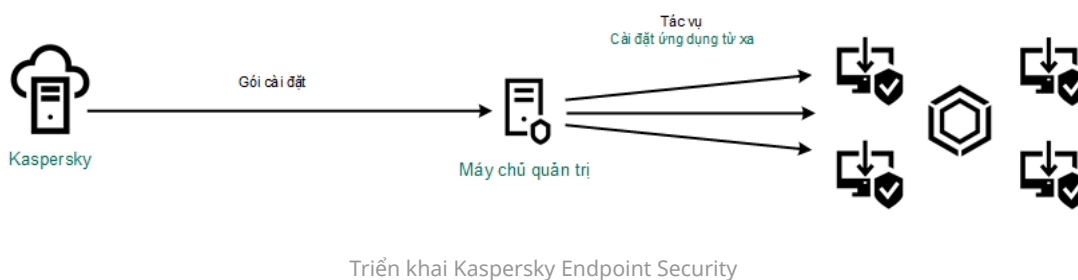 Tác vụ
Cài đặt ứng dụng từ xa
Gói cài đặt
Kaspersky
Máy chủ quản trị
Triển khai Kaspersky Endpoint Security